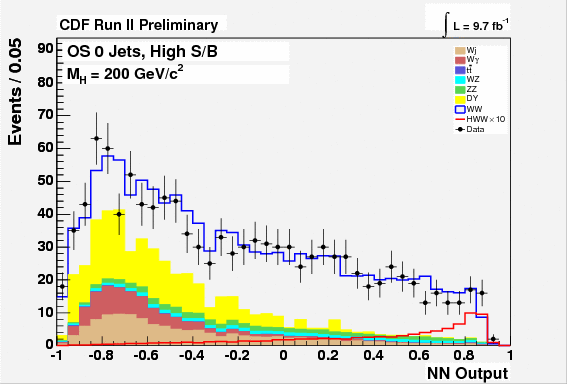 CDF Run II Preliminary
∫ L = 9.7 fb⁻¹
OS 0 Jets, High S/B
M_H = 200 GeV/c²
Events / 0.05
90
80
70
60
50
40
30
20
10
0
Wj
Wγ
tt̄
WZ
ZZ
DY
WW
HWW×10
Data
-1 -0.8 -0.6 -0.4 -0.2 0 0.2 0.4 0.6 0.8 1
NN Output